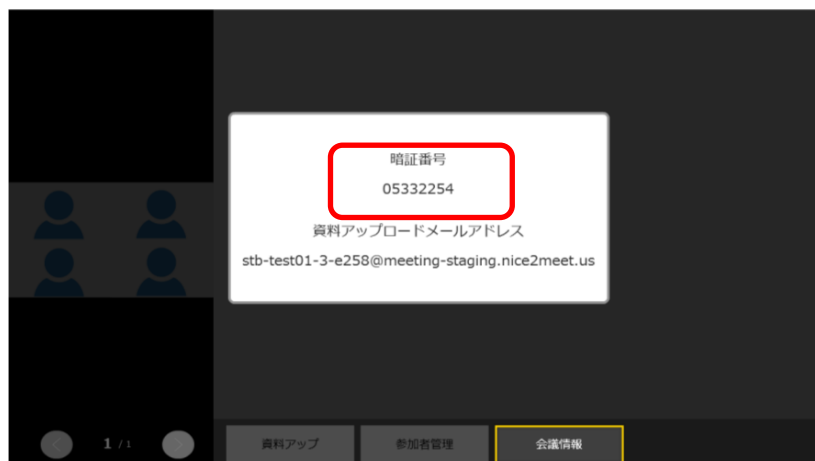 暗証番号
05332254
資料アップロードメールアドレス
stb-test01-3-e258@meeting-staging.nice2meet.us
1 / 1
資料アップ
参加者管理
会議情報